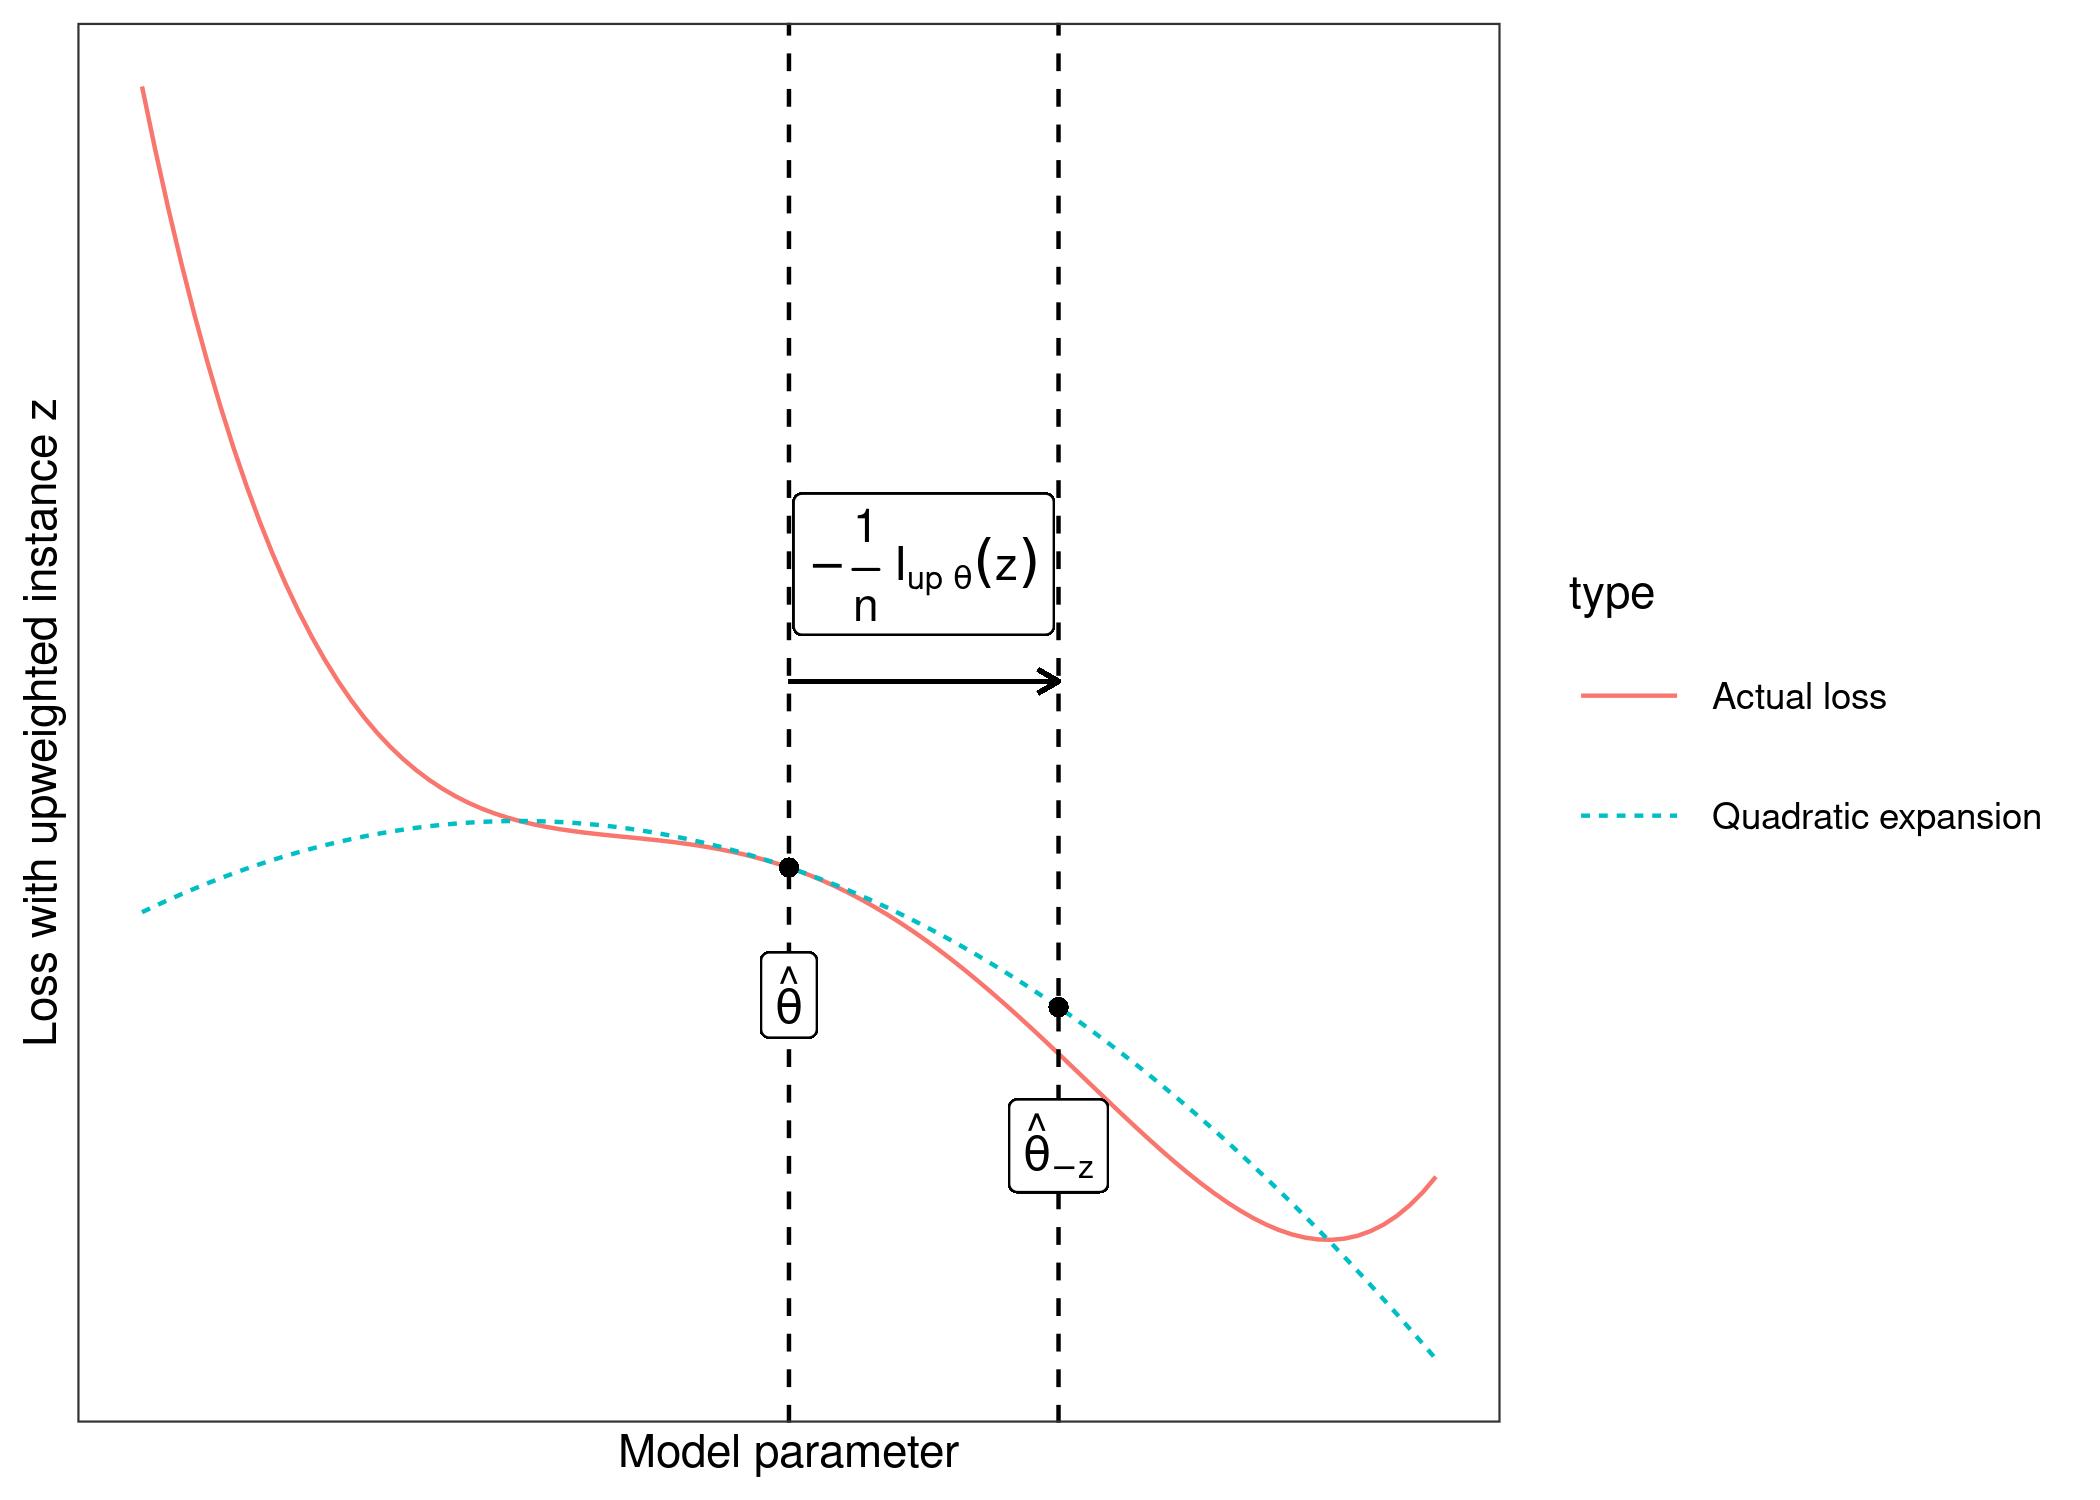 Loss with upweighted instance z
−1/n I_up θ(z)
θ̂
θ̂_−z
Model parameter
type
Actual loss
Quadratic expansion